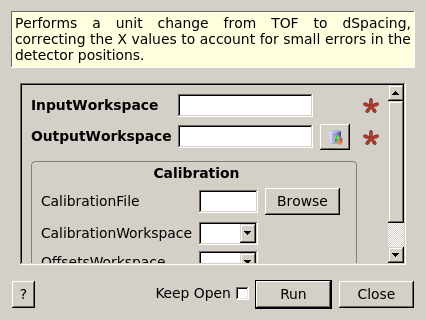 Performs a unit change from TOF to dSpacing,
correcting the X values to account for small errors in the
detector positions.
InputWorkspace
OutputWorkspace
Calibration
CalibrationFile Browse
CalibrationWorkspace
OffsetsWorkspace
? Keep Open Run Close